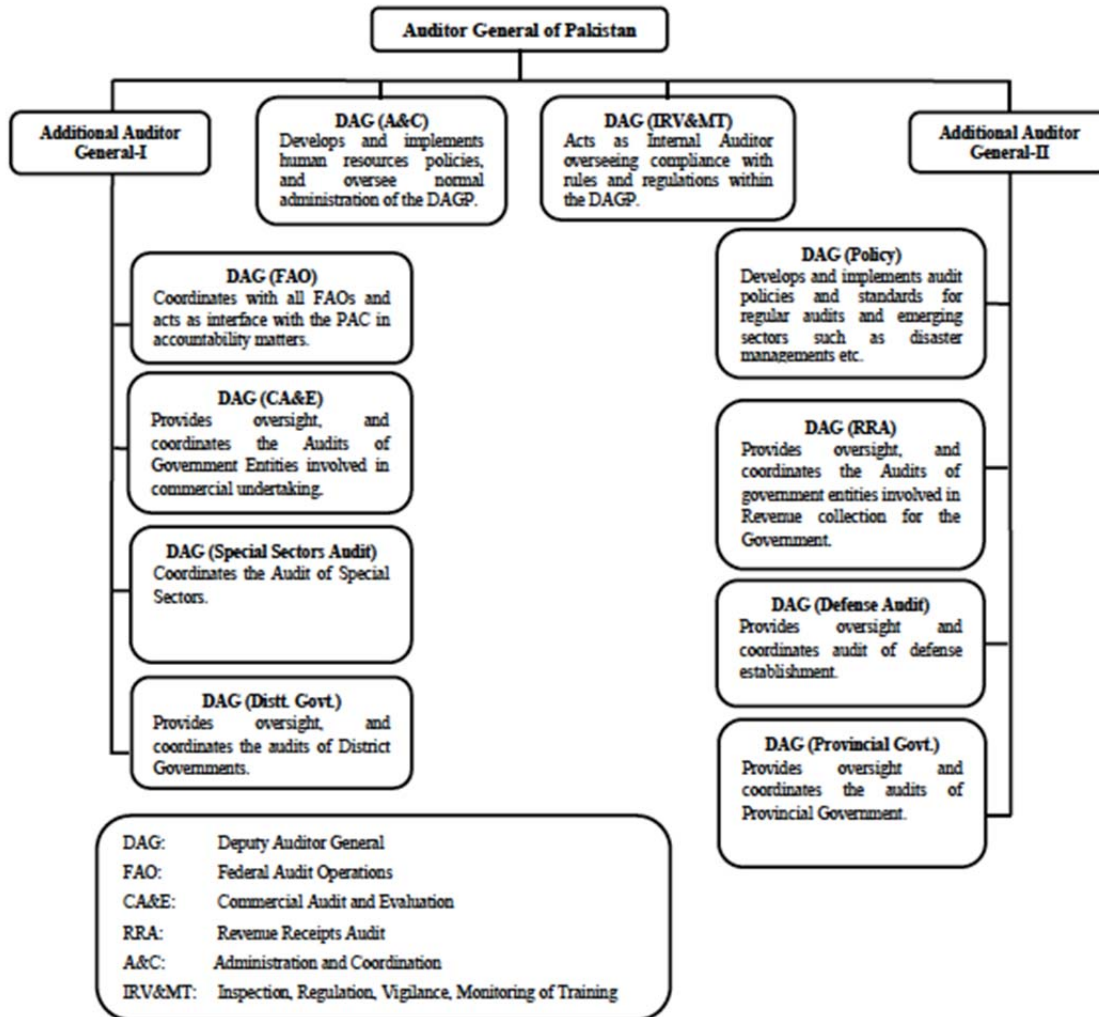 Auditor General of Pakistan
Additional Auditor
General-I
DAG (A&C)
Develops and implements
human resources policies,
and oversee normal
administration of the DAGP.
DAG (IRV&MT)
Acts as Internal Auditor
overseeing compliance with
rules and regulations within
the DAGP.
Additional Auditor
General-II
DAG (FAO)
Coordinates with all FAOs and
acts as interface with the PAC in
accountability matters.
DAG (CA&E)
Provides oversight, and
coordinates the Audits of
Government Entities involved in
commercial undertaking.
DAG (Special Sectors Audit)
Coordinates the Audit of Special
Sectors.
DAG (Distt. Govt.)
Provides oversight, and
coordinates the audits of District
Governments.
DAG (Policy)
Develops and implements audit
policies and standards for
regular audits and emerging
sectors such as disaster
managements etc.
DAG (RRA)
Provides oversight, and
coordinates the Audits of
government entities involved in
Revenue collection for the
Government.
DAG (Defense Audit)
Provides oversight and
coordinates audit of defense
establishment.
DAG (Provincial Govt.)
Provides oversight and
coordinates the audits of
Provincial Government.
DAG: Deputy Auditor General
FAO: Federal Audit Operations
CA&E: Commercial Audit and Evaluation
RRA: Revenue Receipts Audit
A&C: Administration and Coordination
IRV&MT: Inspection, Regulation, Vigilance, Monitoring of Training